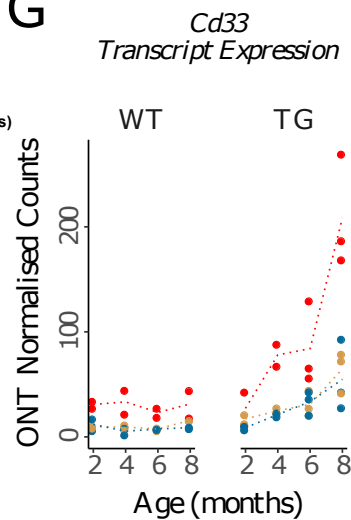 G
Cd33
Transcript Expression
s)
WT TG
ONT Normalised Counts
200
100
0
2 4 6 8 2 4 6 8
Age (months)